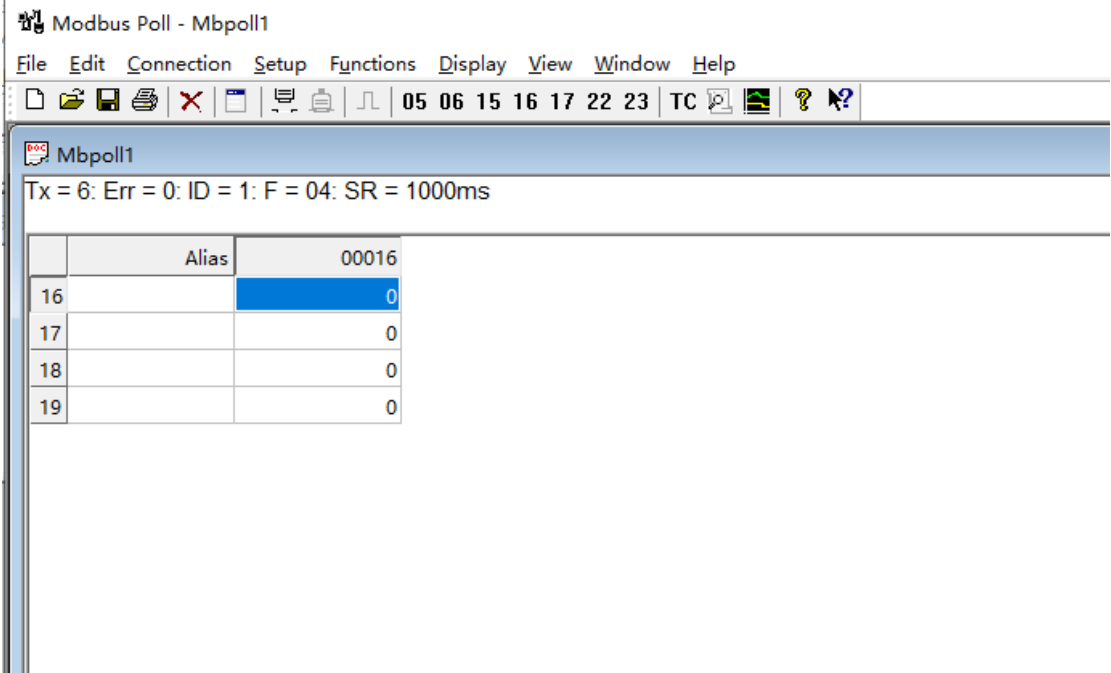 Modbus Poll - Mbpoll1
File Edit Connection Setup Functions Display View Window Help
05 06 15 16 17 22 23 TC
Mbpoll1
Tx = 6: Err = 0: ID = 1: F = 04: SR = 1000ms
Alias 00016
16 0
17 0
18 0
19 0